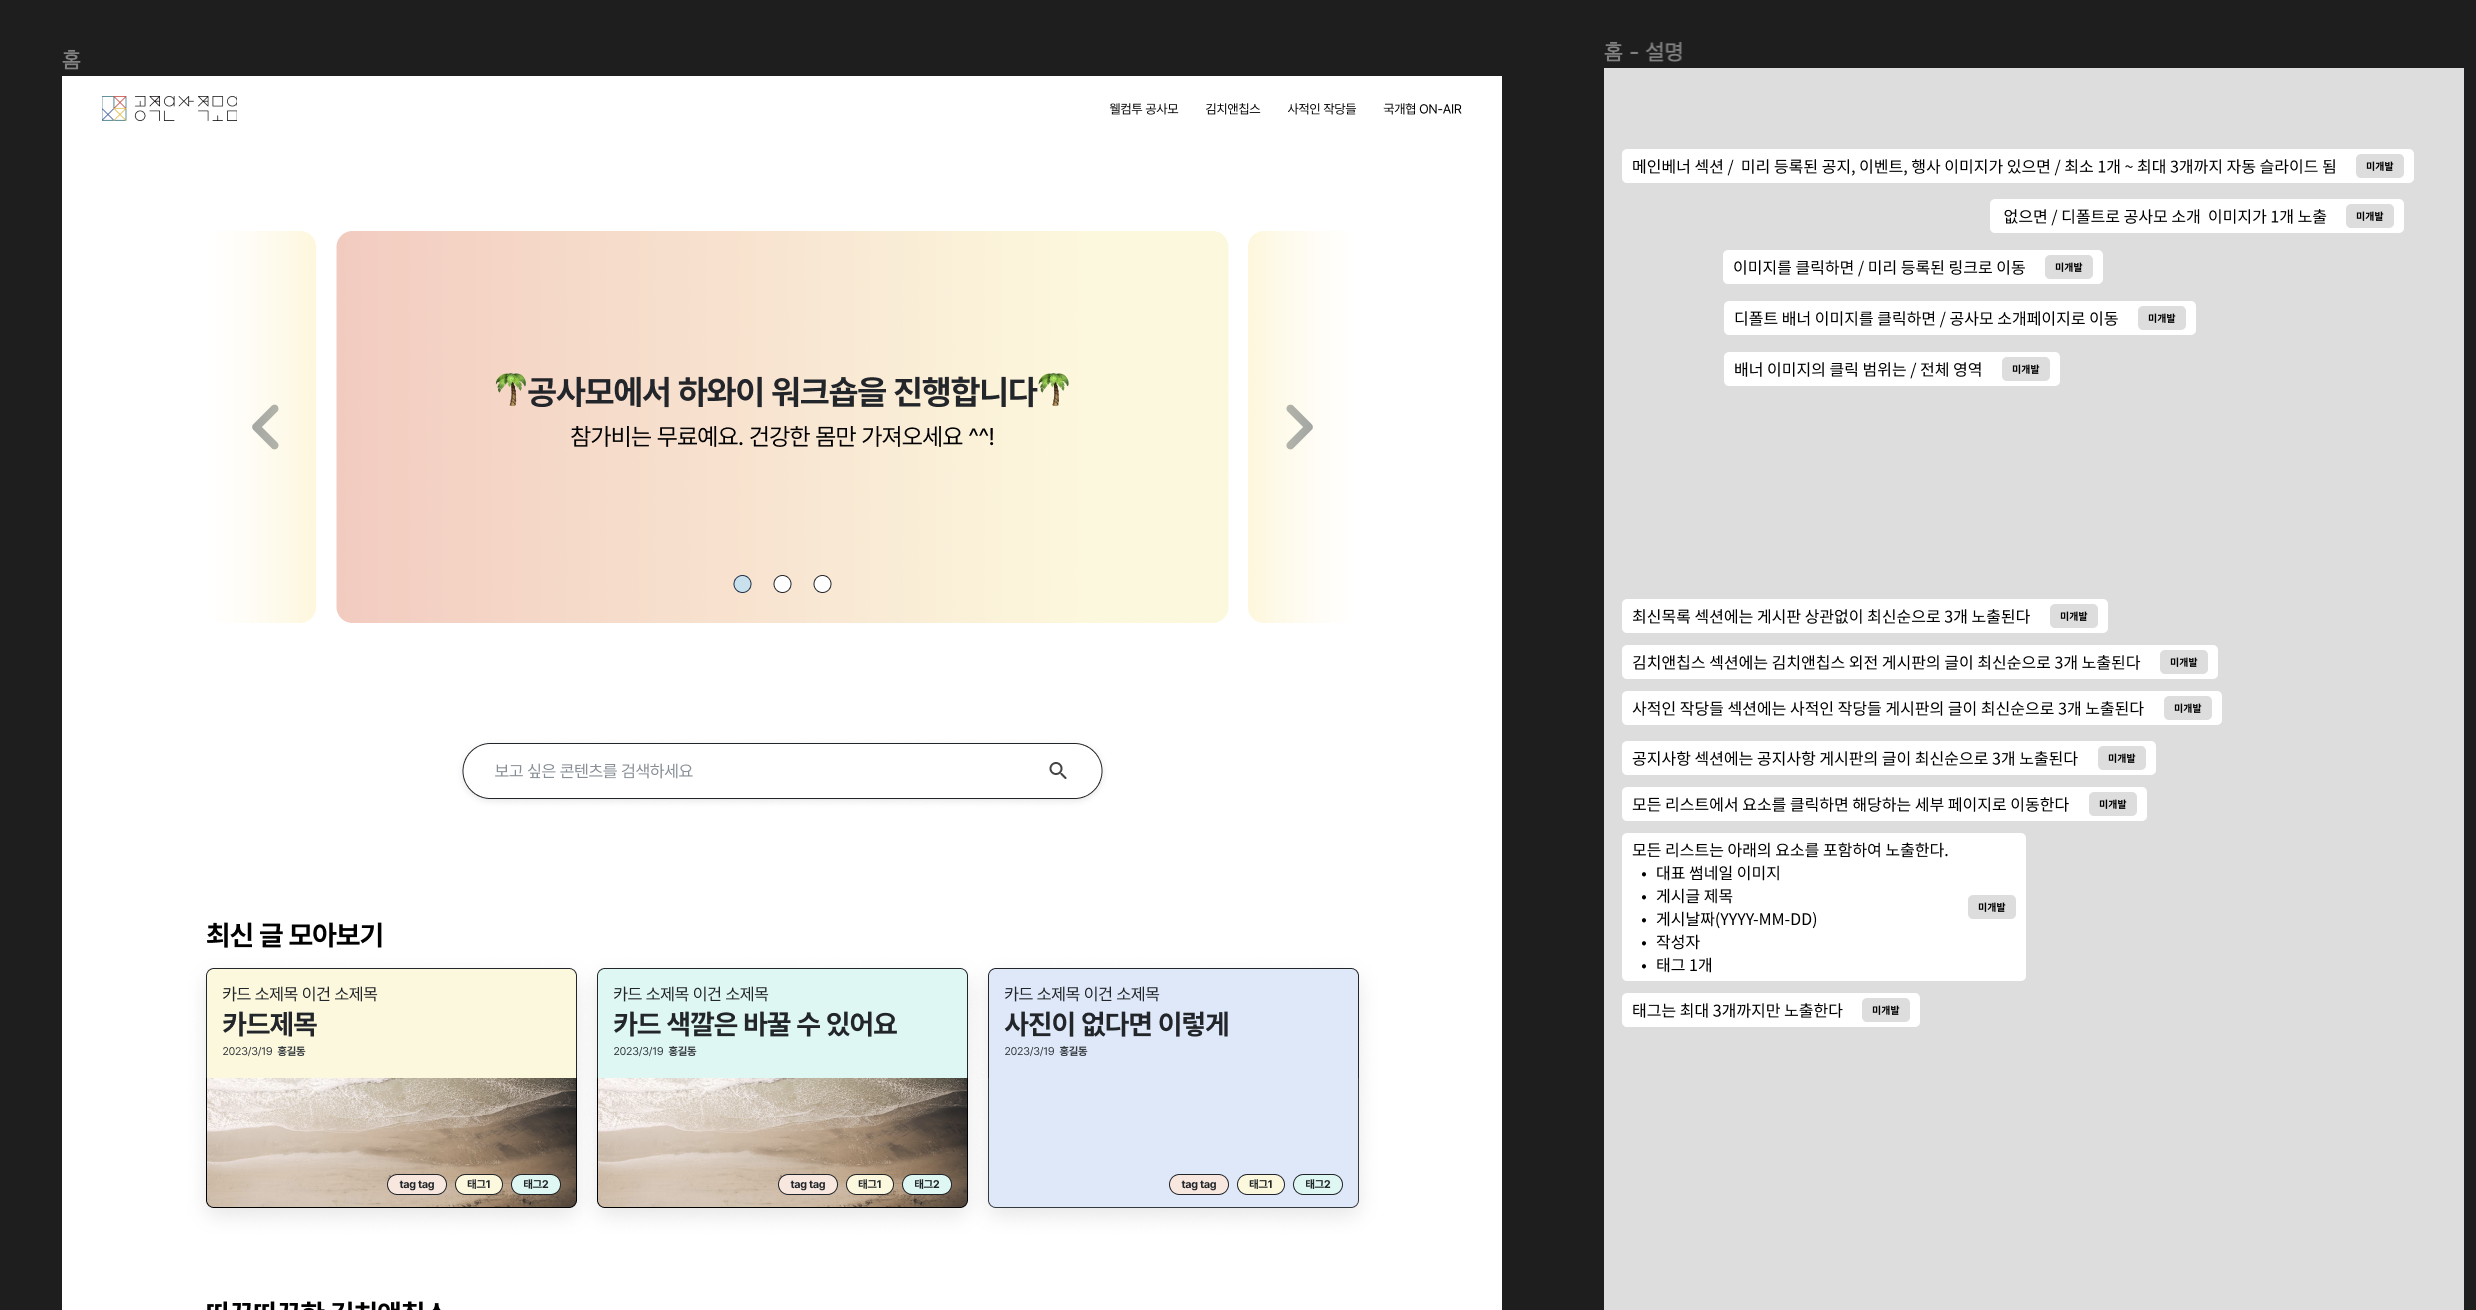 홈
웰컴투 공사모 김치앤칩스 사적인 작당들 국개협 ON-AIR
🌴공사모에서 하와이 워크숍을 진행합니다🌴
참가비는 무료예요. 건강한 몸만 가져오세요 ^^!
보고 싶은 콘텐츠를 검색하세요
최신 글 모아보기
카드 소제목 이건 소제목
카드제목
2023/3/19 홍길동
tag tag 태그1 태그2
카드 소제목 이건 소제목
카드 색깔은 바꿀 수 있어요
2023/3/19 홍길동
tag tag 태그1 태그2
카드 소제목 이건 소제목
사진이 없다면 이렇게
2023/3/19 홍길동
tag tag 태그1 태그2
홈 - 설명
메인베너 섹션 / 미리 등록된 공지, 이벤트, 행사 이미지가 있으면 / 최소 1개 ~ 최대 3개까지 자동 슬라이드 됨 미개발
없으면 / 디폴트로 공사모 소개 이미지가 1개 노출 미개발
이미지를 클릭하면 / 미리 등록된 링크로 이동 미개발
디폴트 배너 이미지를 클릭하면 / 공사모 소개페이지로 이동 미개발
배너 이미지의 클릭 범위는 / 전체 영역 미개발
최신목록 섹션에는 게시판 상관없이 최신순으로 3개 노출된다 미개발
김치앤칩스 섹션에는 김치앤칩스 외전 게시판의 글이 최신순으로 3개 노출된다 미개발
사적인 작당들 섹션에는 사적인 작당들 게시판의 글이 최신순으로 3개 노출된다 미개발
공지사항 섹션에는 공지사항 게시판의 글이 최신순으로 3개 노출된다 미개발
모든 리스트에서 요소를 클릭하면 해당하는 세부 페이지로 이동한다 미개발
모든 리스트는 아래의 요소를 포함하여 노출한다.
• 대표 썸네일 이미지
• 게시글 제목
• 게시날짜(YYYY-MM-DD) 미개발
• 작성자
• 태그 1개
태그는 최대 3개까지만 노출한다 미개발